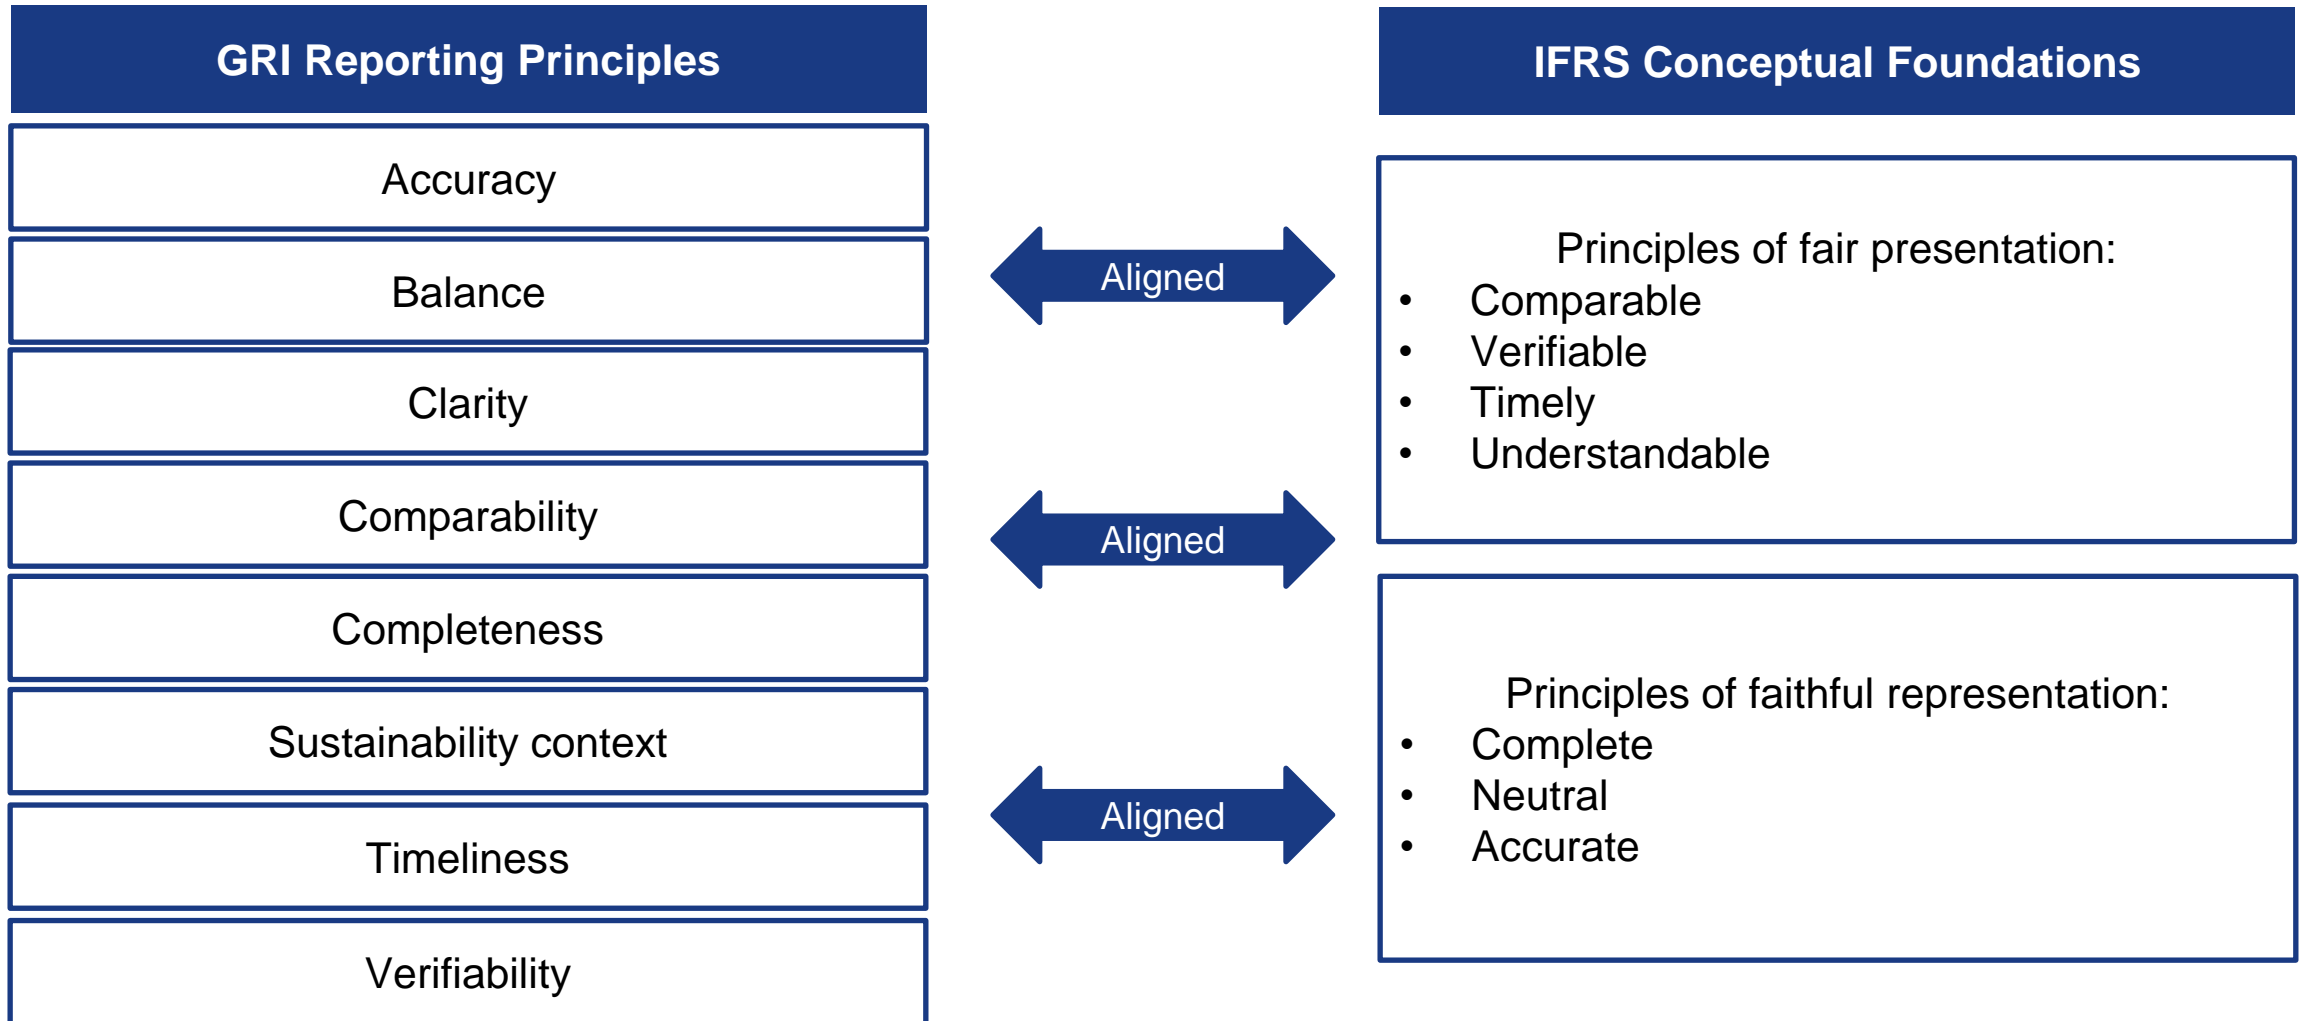 GRI Reporting Principles
Accuracy
Balance
Clarity
Comparability
Completeness
Sustainability context
Timeliness
Verifiability
Aligned
Aligned
Aligned
IFRS Conceptual Foundations
Principles of fair presentation:
• Comparable
• Verifiable
• Timely
• Understandable
Principles of faithful representation:
• Complete
• Neutral
• Accurate